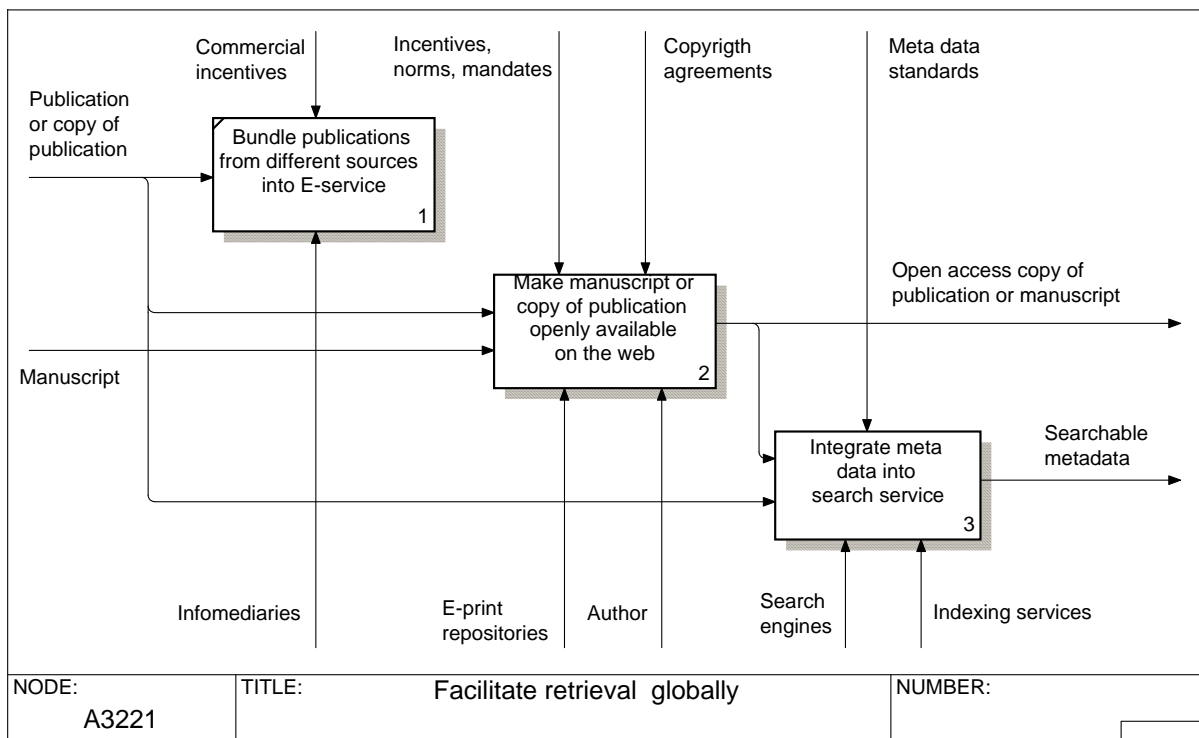 Commercial
incentives
Incentives,
norms, mandates
Copyrigth
agreements
Meta data
standards
Publication
or copy of
publication
Bundle publications
from different sources
into E-service
1
Make manuscript or
copy of publication
openly available
on the web
2
Open access copy of
publication or manuscript
Manuscript
Integrate meta
data into
search service
3
Searchable
metadata
Infomediaries
E-print
repositories
Author
Search
engines
Indexing services
NODE:
A3221
TITLE:
Facilitate retrieval globally
NUMBER: